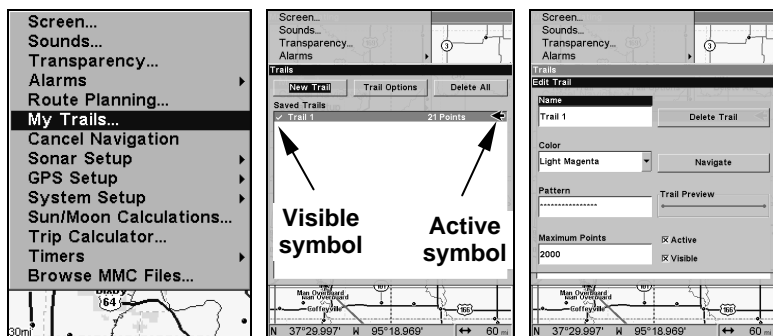 Screen...
Sounds...
Transparency...
Alarms
Route Planning...
My Trails...
Cancel Navigation
Sonar Setup
GPS Setup
System Setup
Sun/Moon Calculations...
Trip Calculator...
Timers
Browse MMC Files...
64
30mi
Screen...
Sounds...
Transparency...
Alarms
3
Trails
New Trail Trail Options Delete All
Saved Trails
Trail 1 21 Points
Visible symbol
Active symbol
Man Overboard
Coffeyville
166
N 37°29.997' W 95°18.969' 60 mi
Screen...
Sounds...
Transparency...
Alarms
3
Trails
Edit Trail
Name
Trail 1
Delete Trail
Color
Light Magenta
Navigate
Pattern
----------------
Trail Preview
Maximum Points
2000
Active
Visible
Man Overboard
Coffeyville
166
N 37°29.997' W 95°18.969' 60 mi